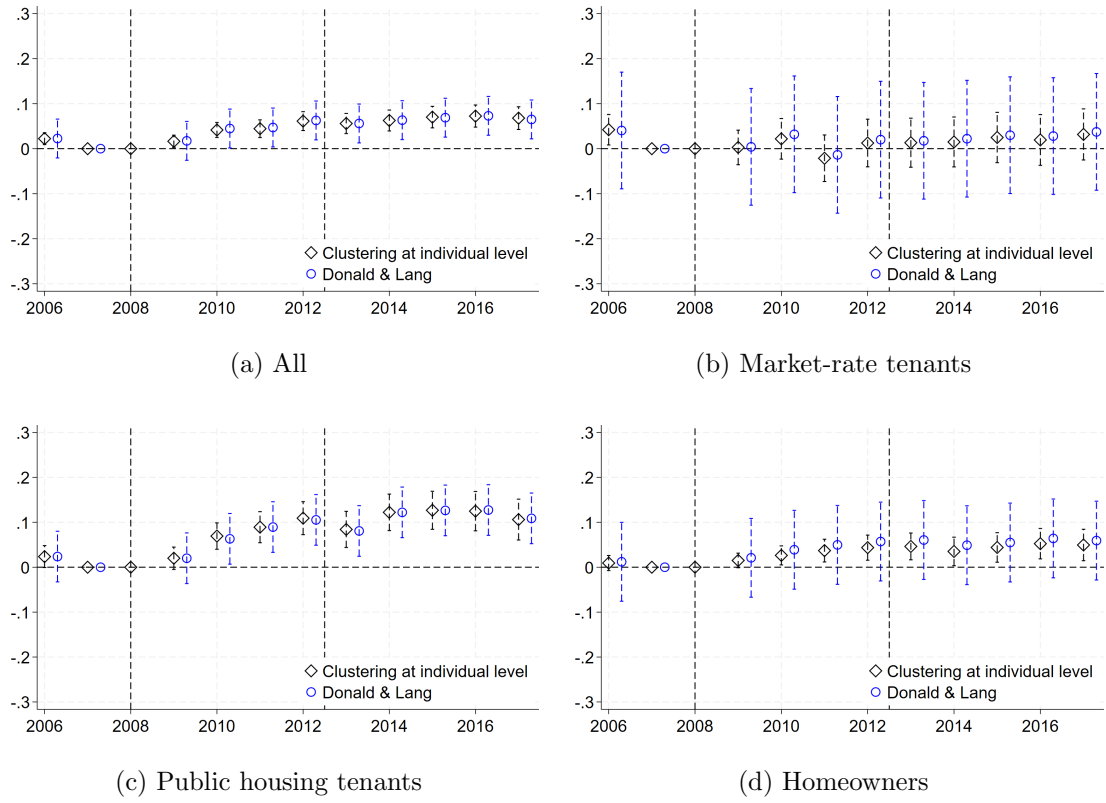 .3
.2
.1
0
-.1
-.2
-.3
Clustering at individual level
Donald & Lang
2006 2008 2010 2012 2014 2016
(a) All
.3
.2
.1
0
-.1
-.2
-.3
Clustering at individual level
Donald & Lang
2006 2008 2010 2012 2014 2016
(b) Market-rate tenants
.3
.2
.1
0
-.1
-.2
-.3
Clustering at individual level
Donald & Lang
2006 2008 2010 2012 2014 2016
(c) Public housing tenants
.3
.2
.1
0
-.1
-.2
-.3
Clustering at individual level
Donald & Lang
2006 2008 2010 2012 2014 2016
(d) Homeowners